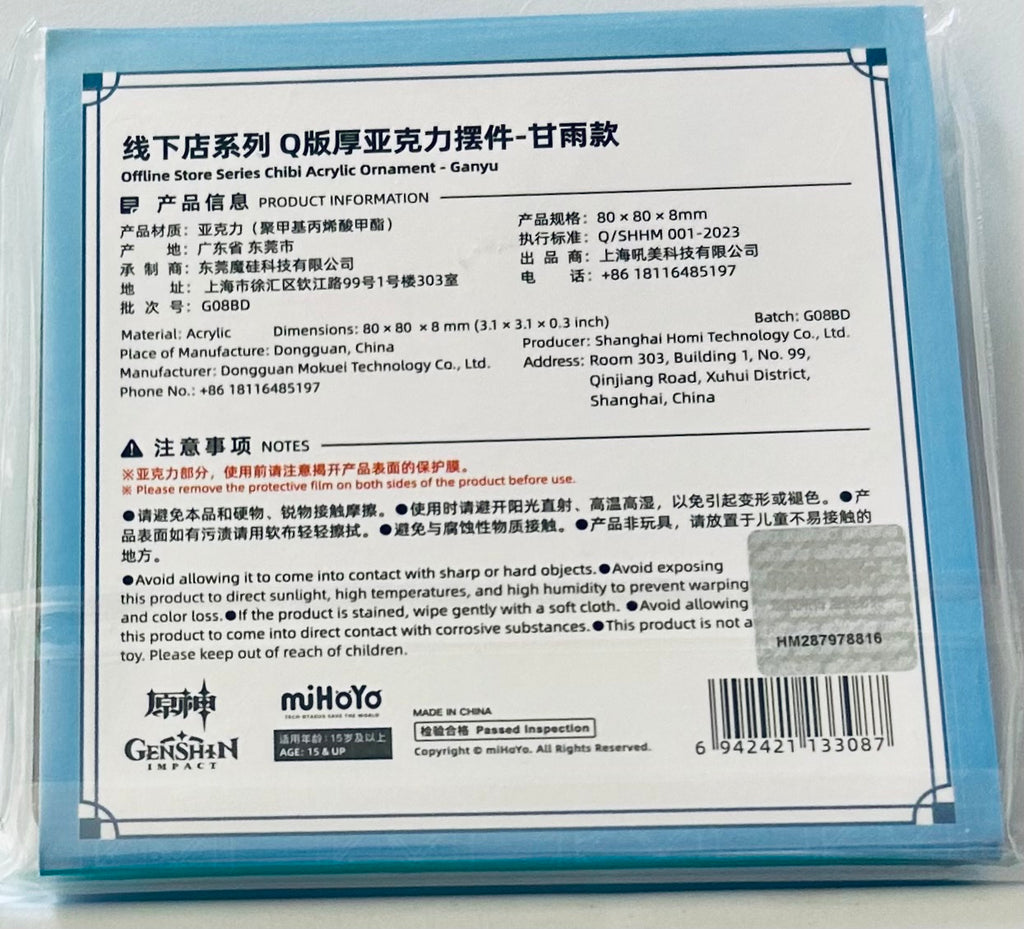 线下店系列 Q版厚亚克力摆件-甘雨款
Offline Store Series Chibi Acrylic Ornament - Ganyu
产品信息 PRODUCT INFORMATION
产品材质：亚克力（聚甲基丙烯酸甲酯）
产 地：广东省 东莞市
承 制 商：东莞魔硅科技有限公司
地 址：上海市徐汇区钦江路99号1号楼303室
批 次 号：G08BD
产品规格：80 × 80 × 8mm
执行标准：Q/SHHM 001-2023
出 品 商：上海吼美科技有限公司
电 话：+86 18116485197
Material: Acrylic Dimensions: 80 × 80 × 8 mm (3.1 × 3.1 × 0.3 inch) Batch: G08BD
Place of Manufacture: Dongguan, China
Manufacturer: Dongguan Mokuei Technology Co., Ltd.
Phone No.: +86 18116485197
Producer: Shanghai Homi Technology Co., Ltd.
Address: Room 303, Building 1, No. 99,
Qinjiang Road, Xuhui District,
Shanghai, China
注意事项 NOTES
※亚克力部分，使用前请注意揭开产品表面的保护膜。
※ Please remove the protective film on both sides of the product before use.
●请避免本品和硬物、锐物接触摩擦。●使用时请避开阳光直射、高温高湿，以免引起变形或褪色。●产
品表面如有污渍请用软布轻轻擦拭。●避免与腐蚀性物质接触。●产品非玩具，请放置于儿童不易接触的
地方。
●Avoid allowing it to come into contact with sharp or hard objects.●Avoid exposing
this product to direct sunlight, high temperatures, and high humidity to prevent warping
and color loss.●If the product is stained, wipe gently with a soft cloth. ●Avoid allowing
this product to come into direct contact with corrosive substances.●This product is not a
toy. Please keep out of reach of children.
HM287978816
原神
GENSHIN
IMPACT
miHoYo
TECH OTAKUS SAVE THE WORLD
适用年龄：15岁及以上
AGE: 15 & UP
MADE IN CHINA
检验合格 Passed Inspection
Copyright © miHoYo. All Rights Reserved.
6 942421 133087